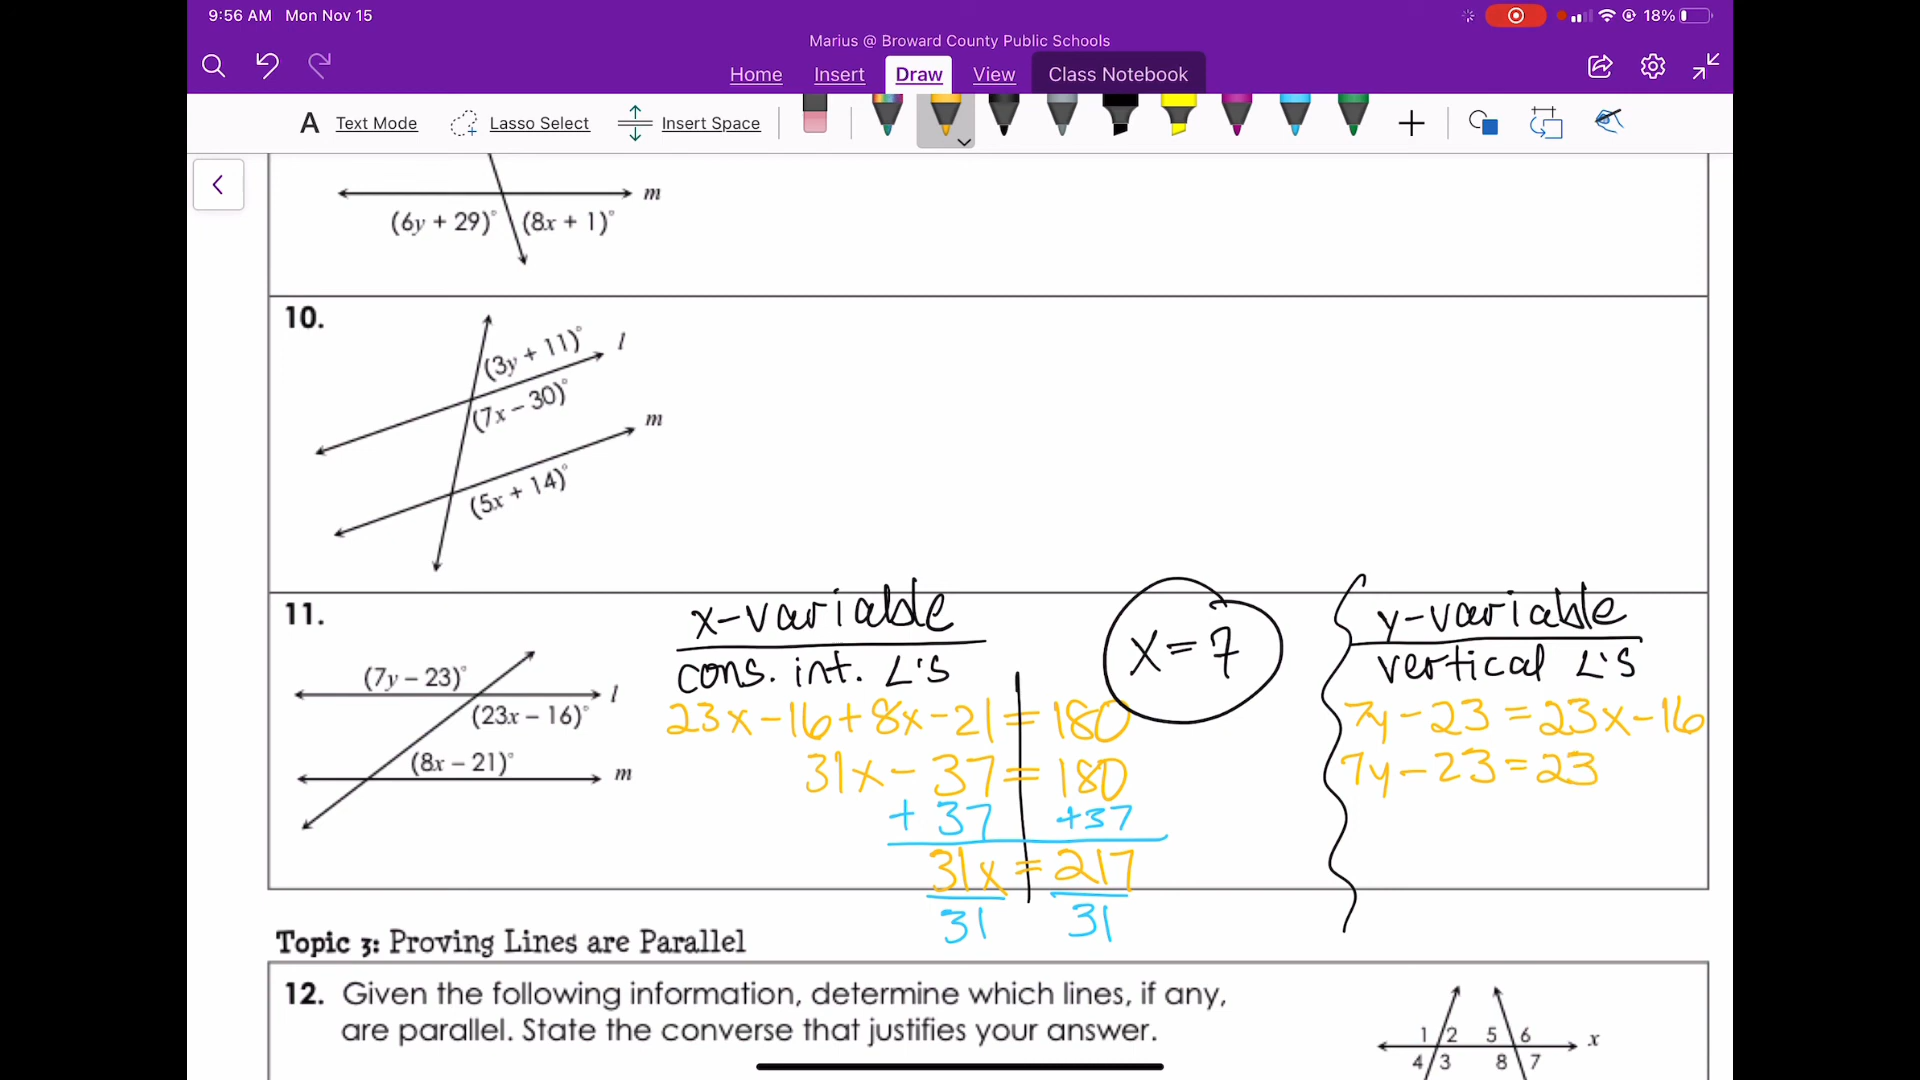 9:56 AM Mon Nov 15
18%
Marius @ Broward County Public Schools
Home Insert Draw View Class Notebook
A Text Mode Lasso Select Insert Space
m
(6y + 29)° (8x + 1)°
10.
(3y + 11)° l
(7x – 30)°
m
(5x + 14)°
11.
(7y – 23)°
l
(23x – 16)°
(8x – 21)°
m
x-variable
cons. int. ∠'s
23x-16+8x-21=180
31x-37=180
+37 +37
31x=217
31 31
x=7
y-variable
vertical ∠'s
7y-23=23x-16
7y-23=23
Topic 3: Proving Lines are Parallel
12. Given the following information, determine which lines, if any,
are parallel. State the converse that justifies your answer.
1 2 5 6 x
4 3 8 7